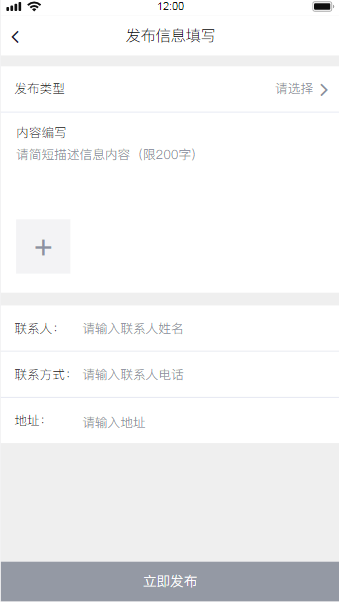 12:00
发布信息填写
发布类型 请选择
内容编写
请简短描述信息内容（限200字）
联系人： 请输入联系人姓名
联系方式： 请输入联系人电话
地址： 请输入地址
立即发布